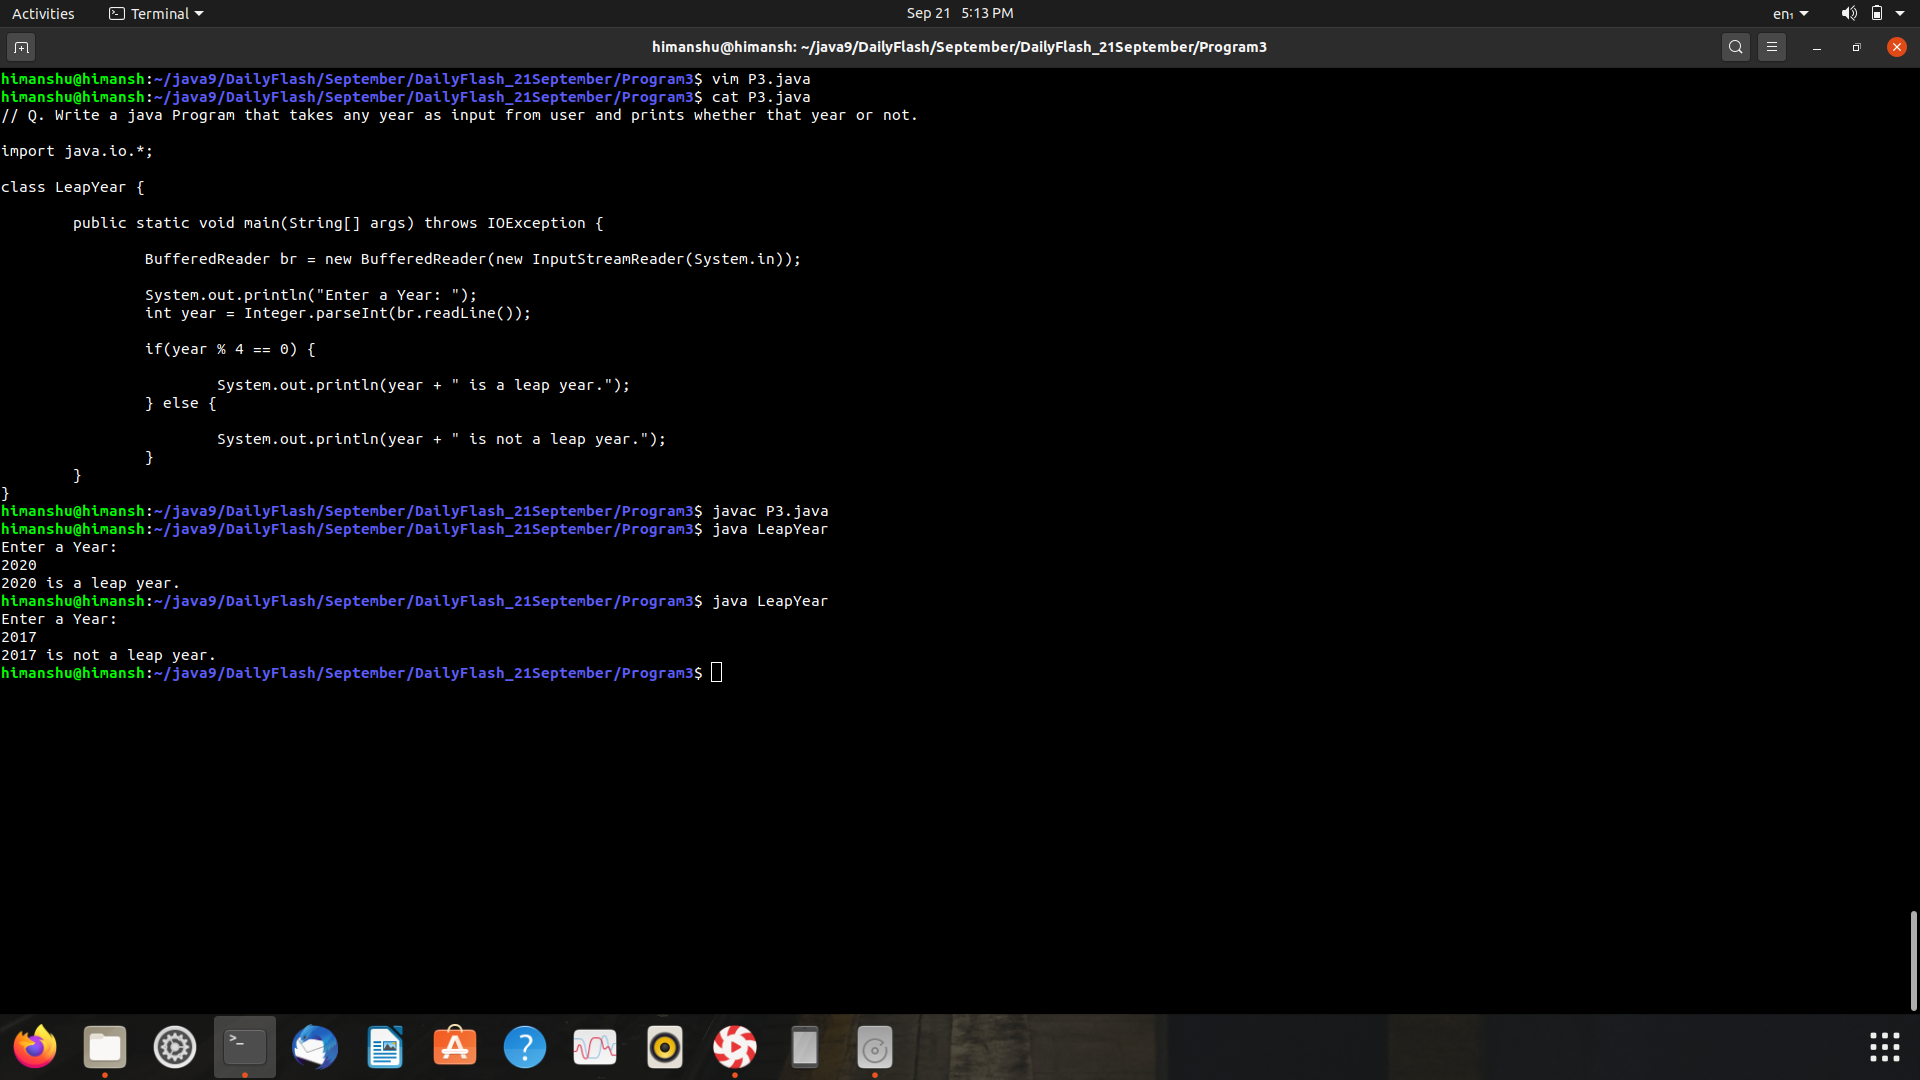 Activities Terminal Sep 21 5:13 PM en₁
himanshu@himansh: ~/java9/DailyFlash/September/DailyFlash_21September/Program3
himanshu@himansh:~/java9/DailyFlash/September/DailyFlash_21September/Program3$ vim P3.java
himanshu@himansh:~/java9/DailyFlash/September/DailyFlash_21September/Program3$ cat P3.java
// Q. Write a java Program that takes any year as input from user and prints whether that year or not.
import java.io.*;
class LeapYear {
public static void main(String[] args) throws IOException {
BufferedReader br = new BufferedReader(new InputStreamReader(System.in));
System.out.println("Enter a Year: ");
int year = Integer.parseInt(br.readLine());
if(year % 4 == 0) {
System.out.println(year + " is a leap year.");
} else {
System.out.println(year + " is not a leap year.");
}
}
}
himanshu@himansh:~/java9/DailyFlash/September/DailyFlash_21September/Program3$ javac P3.java
himanshu@himansh:~/java9/DailyFlash/September/DailyFlash_21September/Program3$ java LeapYear
Enter a Year:
2020
2020 is a leap year.
himanshu@himansh:~/java9/DailyFlash/September/DailyFlash_21September/Program3$ java LeapYear
Enter a Year:
2017
2017 is not a leap year.
himanshu@himansh:~/java9/DailyFlash/September/DailyFlash_21September/Program3$